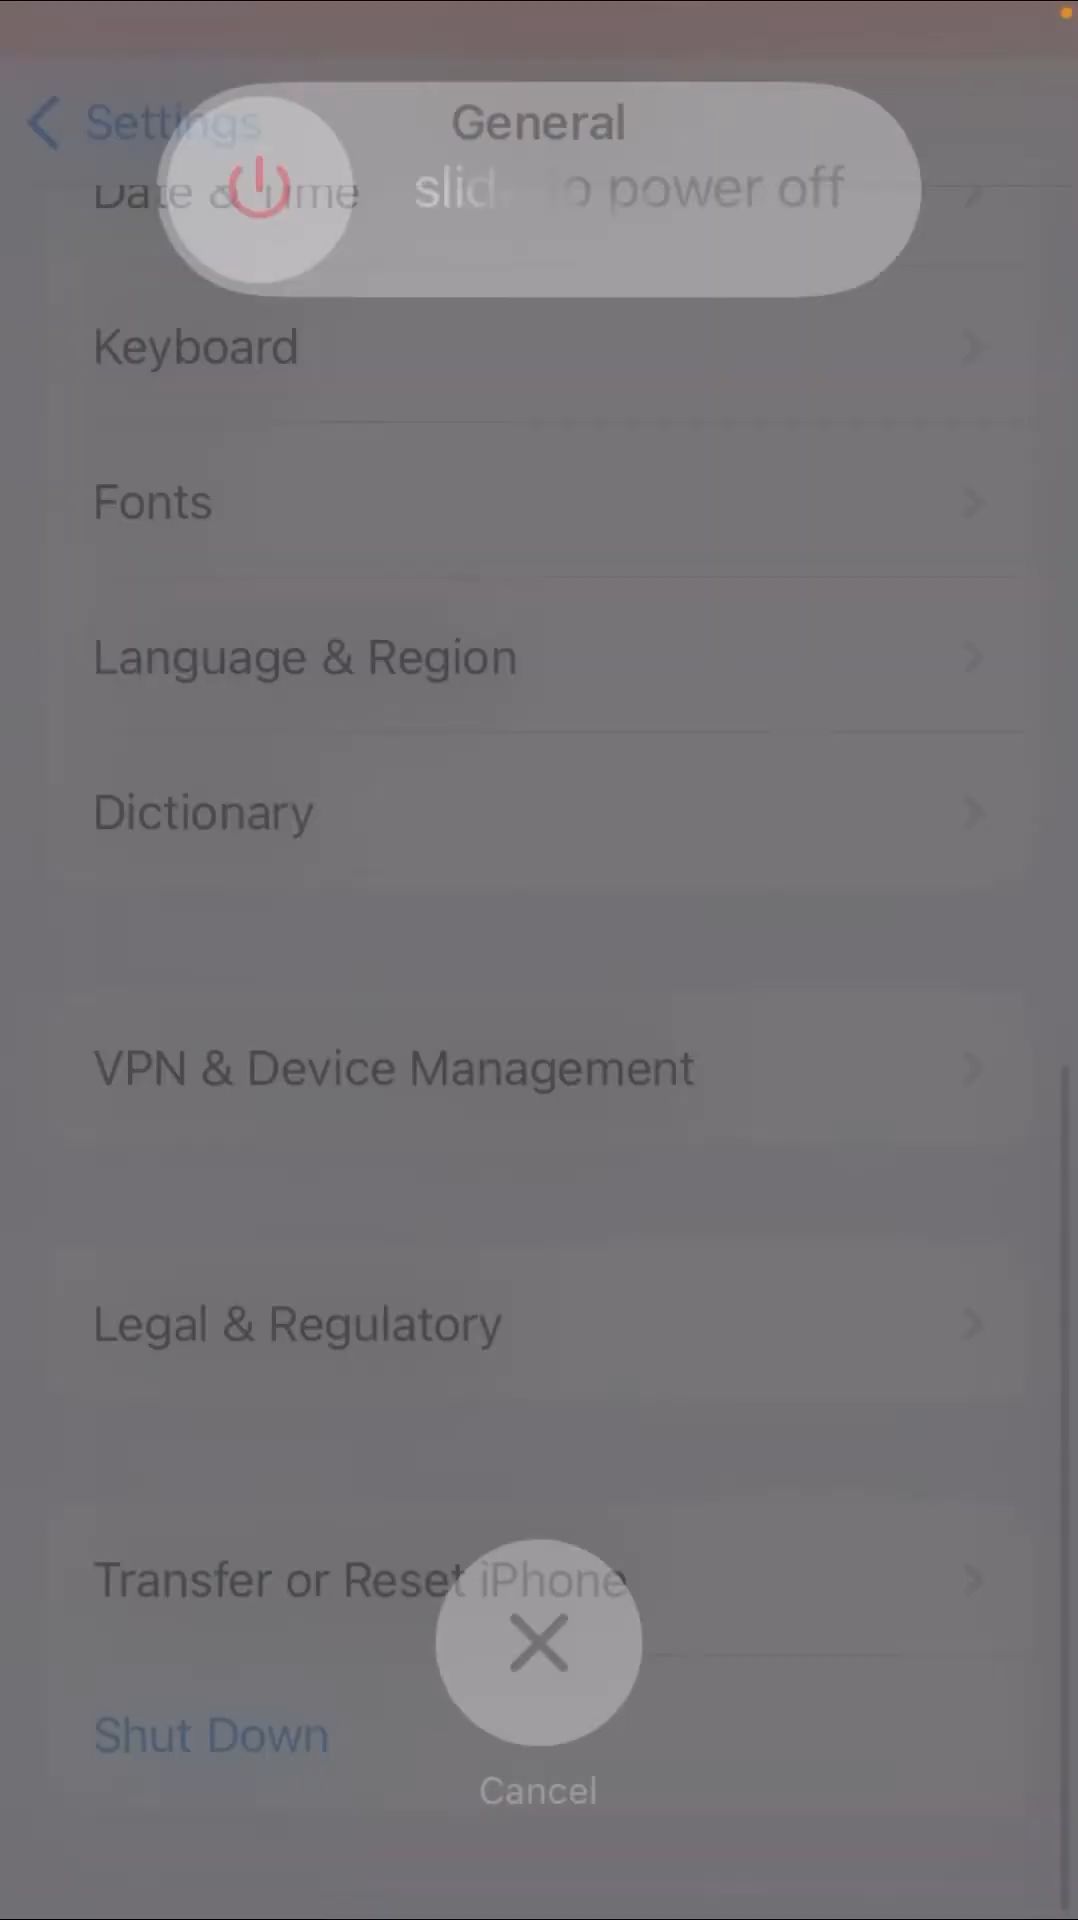 Settings
General
Date & Time
slide to power off
Keyboard
Fonts
Language & Region
Dictionary
VPN & Device Management
Legal & Regulatory
Transfer or Reset iPhone
Shut Down
Cancel